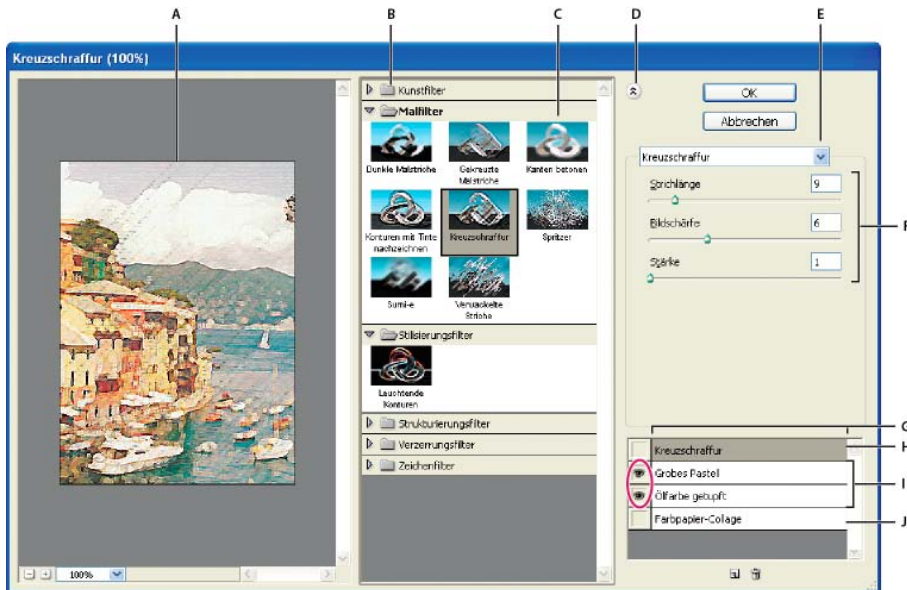 A
B
C
D
E
Kreuzschraffur (100%)
Kunstfilter
Malfilter
Dunkle Malstriche
Gekreuzte Malstriche
Kanten betonen
Konturen mit Tinte nachzeichnen
Kreuzschraffur
Spritzer
Sumi-e
Verwackelte Striche
Stilisierungsfilter
Leuchtende Konturen
Strukturierungsfilter
Verzerrungsfilter
Zeichenfilter
100%
OK
Abbrechen
Kreuzschraffur
Strichlänge
9
Bildschärfe
6
Stärke
1
F
G
Kreuzschraffur
H
Grobes Pastell
I
Ölfarbe getupft
Farbpapier-Collage
J